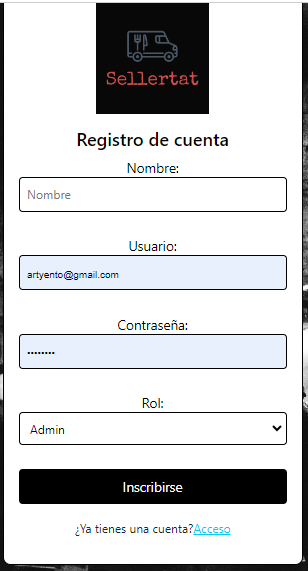 Sellertat
Registro de cuenta
Nombre:
Nombre
Usuario:
artyento@gmail.com
Contraseña:
••••••••
Rol:
Admin
Inscribirse
¿Ya tienes una cuenta?Acceso